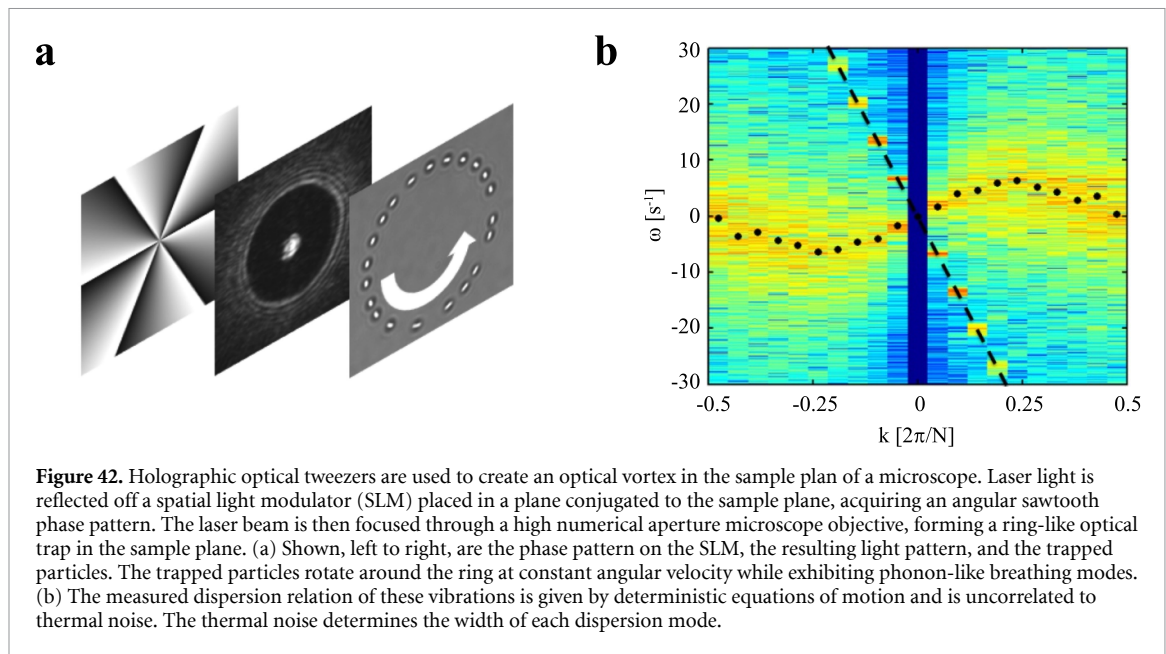 a
b
30
20
10
0
-10
-20
-30
ω [s⁻¹]
-0.5
-0.25
0
0.25
0.5
k [2π/N]
Figure 42. Holographic optical tweezers are used to create an optical vortex in the sample plan of a microscope. Laser light is
reflected off a spatial light modulator (SLM) placed in a plane conjugated to the sample plane, acquiring an angular sawtooth
phase pattern. The laser beam is then focused through a high numerical aperture microscope objective, forming a ring-like optical
trap in the sample plane. (a) Shown, left to right, are the phase pattern on the SLM, the resulting light pattern, and the trapped
particles. The trapped particles rotate around the ring at constant angular velocity while exhibiting phonon-like breathing modes.
(b) The measured dispersion relation of these vibrations is given by deterministic equations of motion and is uncorrelated to
thermal noise. The thermal noise determines the width of each dispersion mode.